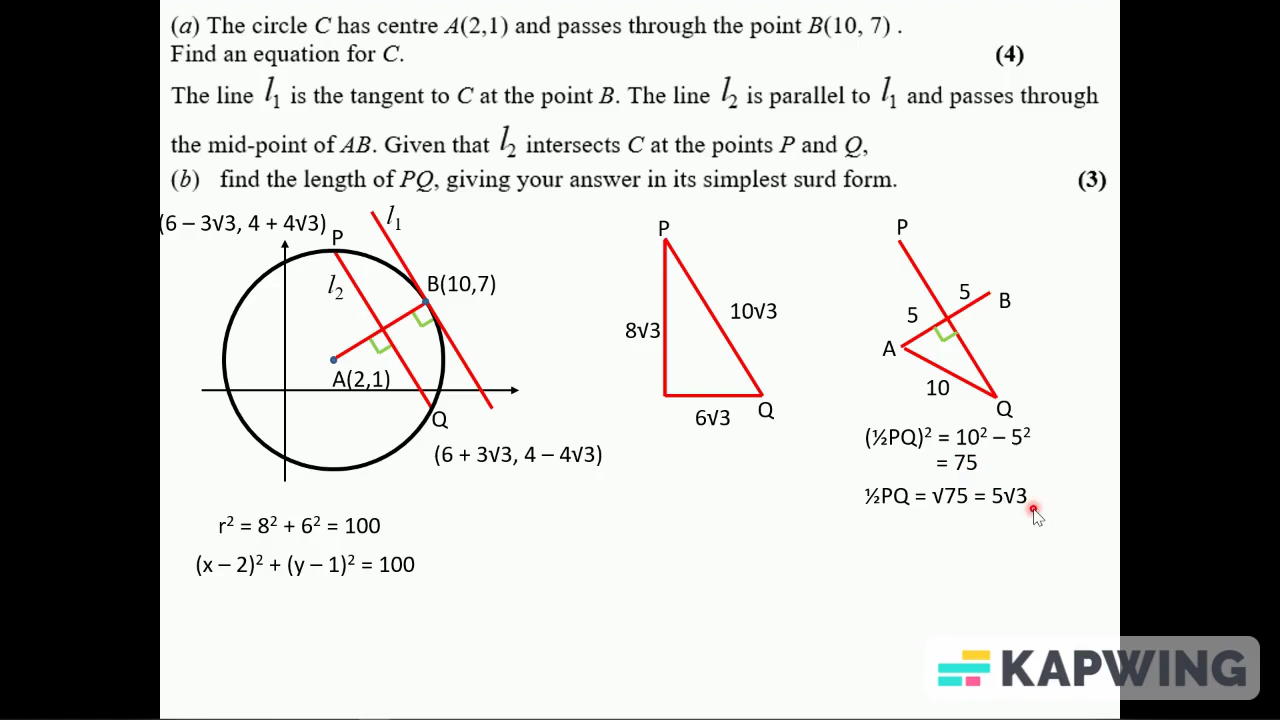 (a) The circle C has centre A(2,1) and passes through the point B(10, 7) .
Find an equation for C. (4)
The line l₁ is the tangent to C at the point B. The line l₂ is parallel to l₁ and passes through
the mid-point of AB. Given that l₂ intersects C at the points P and Q,
(b) find the length of PQ, giving your answer in its simplest surd form. (3)
(6 – 3√3, 4 + 4√3)
P
l₁
l₂
B(10,7)
A(2,1)
Q
(6 + 3√3, 4 – 4√3)
r² = 8² + 6² = 100
(x – 2)² + (y – 1)² = 100
P
8√3
10√3
6√3
Q
P
5
B
5
A
10
Q
(½PQ)² = 10² – 5²
= 75
½PQ = √75 = 5√3
KAPWING